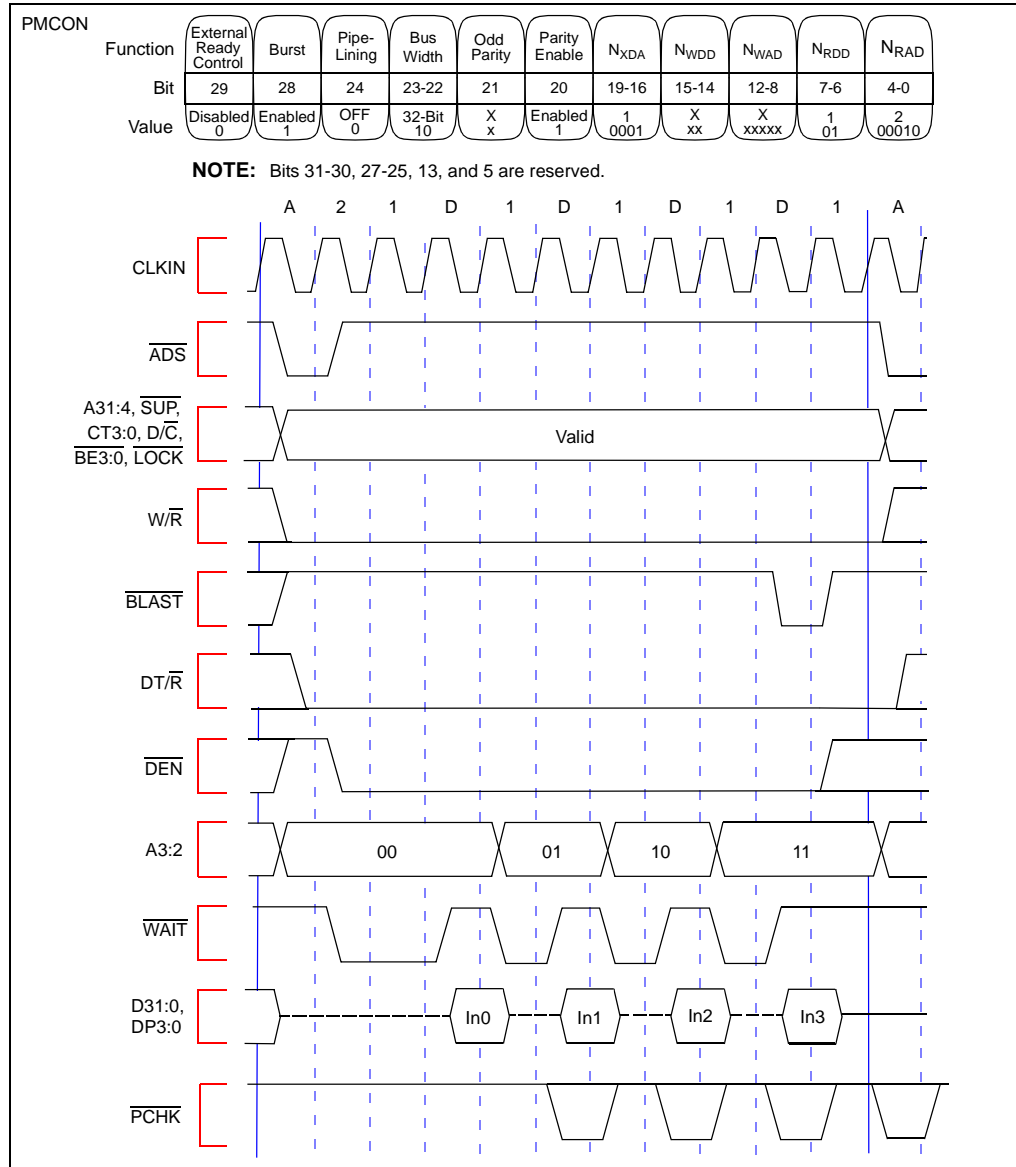 PMCON
Function External Ready Control Burst Pipe-Lining Bus Width Odd Parity Parity Enable NXDA NWDD NWAD NRDD NRAD
Bit 29 28 24 23-22 21 20 19-16 15-14 12-8 7-6 4-0
Value Disabled 0 Enabled 1 OFF 0 32-Bit 10 X x Enabled 1 1 0001 X xx X xxxxx 1 01 2 00010
NOTE: Bits 31-30, 27-25, 13, and 5 are reserved.
A 2 1 D 1 D 1 D 1 D 1 A
CLKIN
ADS
A31:4, SUP,
CT3:0, D/C,
BE3:0, LOCK
Valid
W/R
BLAST
DT/R
DEN
A3:2 00 01 10 11
WAIT
D31:0,
DP3:0
In0 In1 In2 In3
PCHK